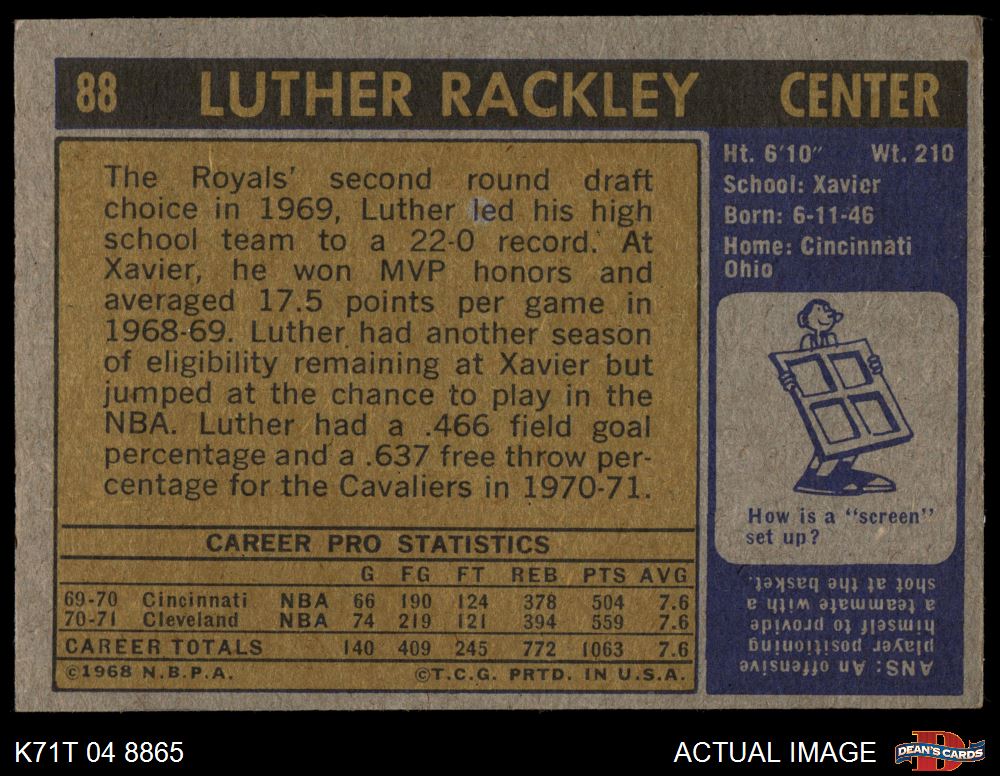 88 LUTHER RACKLEY CENTER
The Royals' second round draft
choice in 1969, Luther led his high
school team to a 22-0 record. At
Xavier, he won MVP honors and
averaged 17.5 points per game in
1968-69. Luther had another season
of eligibility remaining at Xavier but
jumped at the chance to play in the
NBA. Luther had a .466 field goal
percentage and a .637 free throw per-
centage for the Cavaliers in 1970-71.
CAREER PRO STATISTICS
G FG FT REB PTS AVG
69-70 Cincinnati NBA 66 190 124 378 504 7.6
70-71 Cleveland NBA 74 219 121 394 559 7.6
CAREER TOTALS 140 409 245 772 1063 7.6
©1968 N.B.P.A. ©T.C.G. PRTD. IN U.S.A.
Ht. 6'10" Wt. 210
School: Xavier
Born: 6-11-46
Home: Cincinnati
Ohio
How is a "screen"
set up?
ANS: An offensive
player positioning
himself to provide
a teammate with a
shot at the basket.
K71T 04 8865 ACTUAL IMAGE
D
DEAN'S CARDS